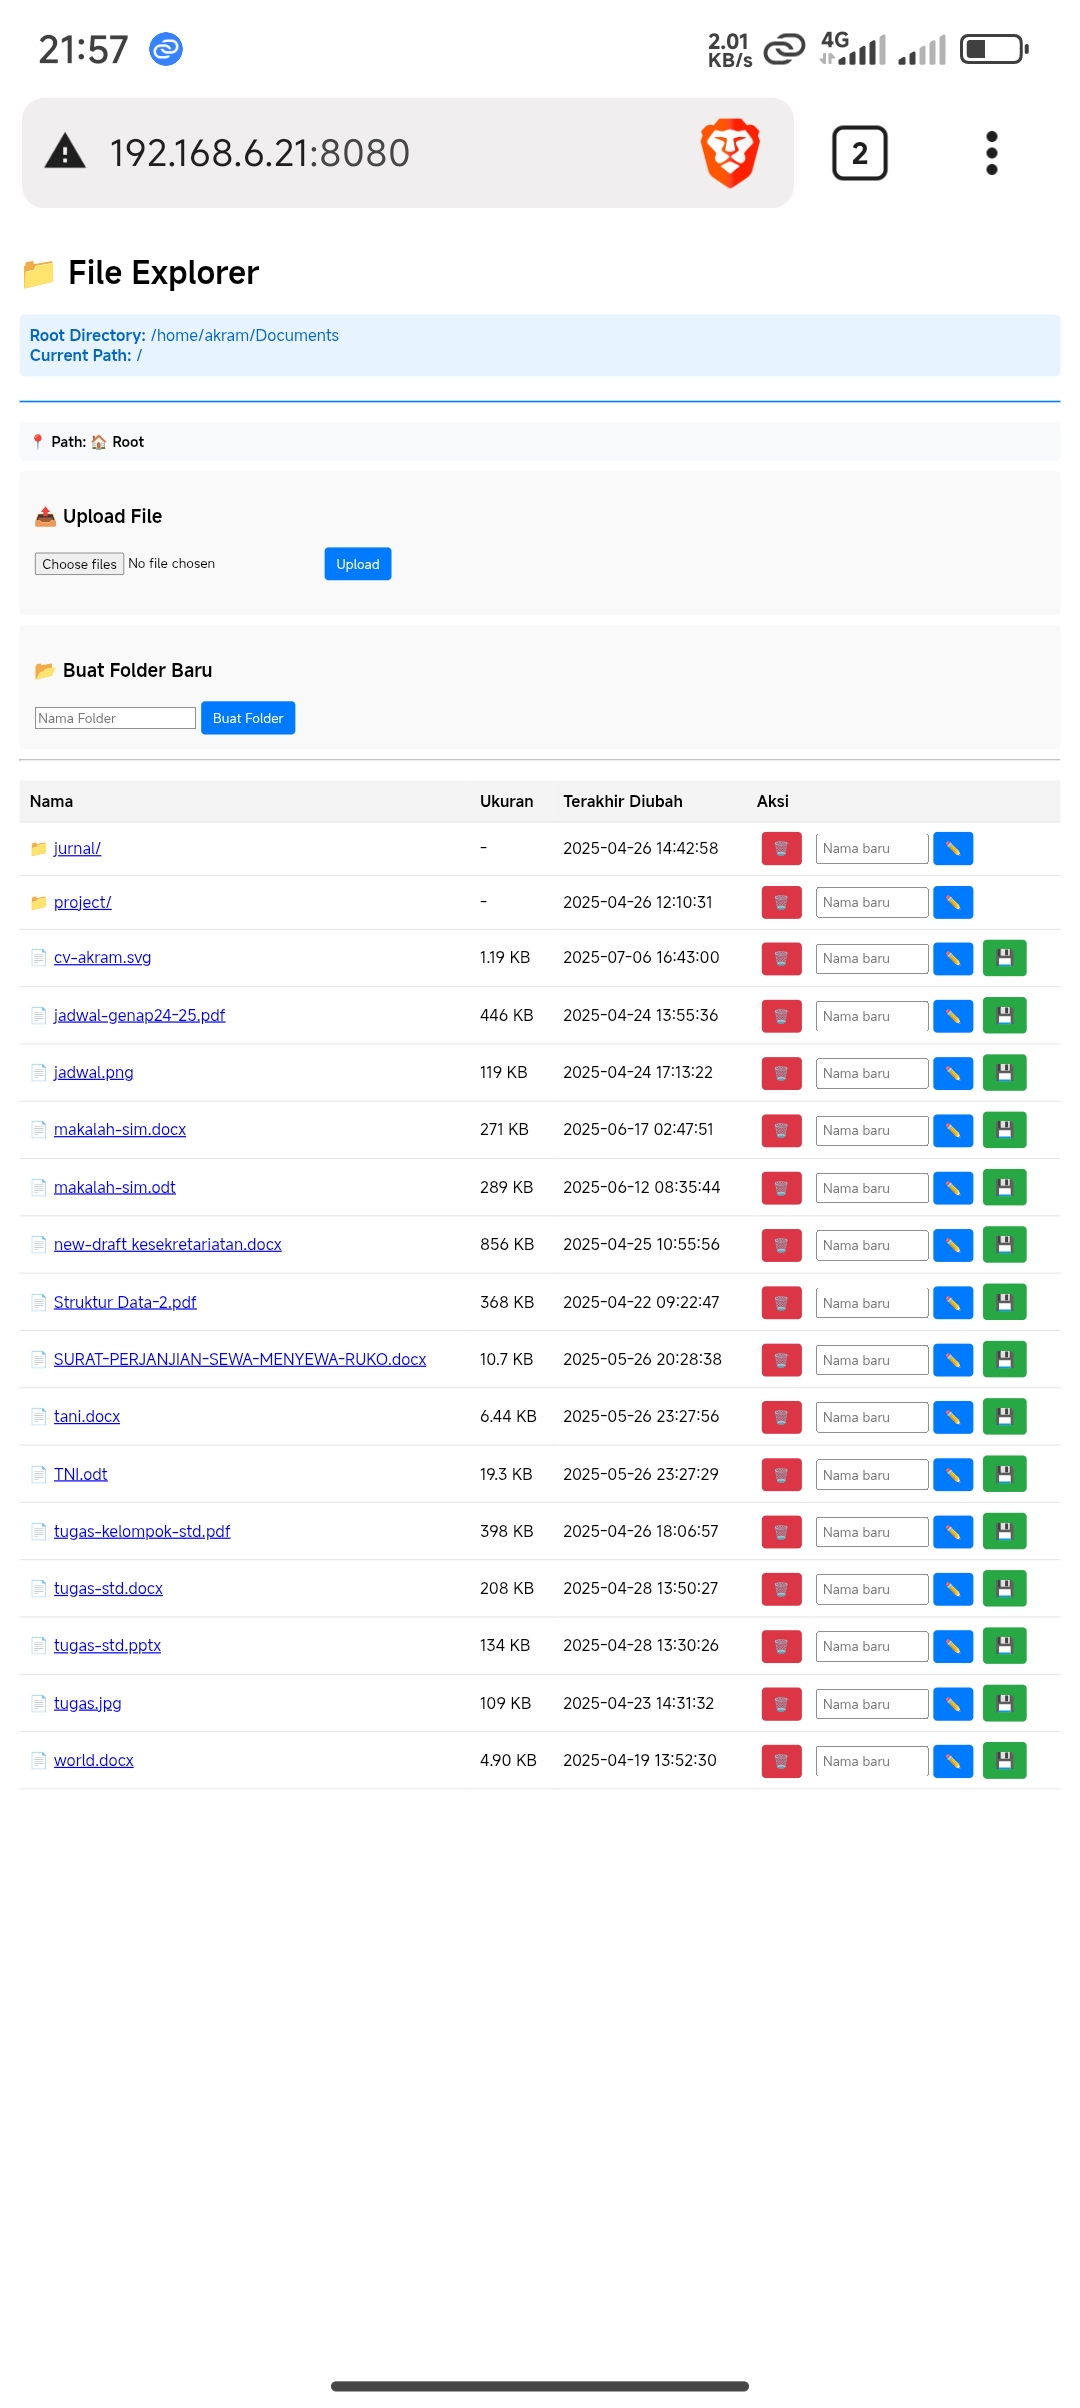 21:57 2.01 KB/s 4G
192.168.6.21:8080 2
File Explorer
Root Directory: /home/akram/Documents
Current Path: /
Path: Root
Upload File
Choose files No file chosen Upload
Buat Folder Baru
Nama Folder Buat Folder
Nama Ukuran Terakhir Diubah Aksi
jurnal/ - 2025-04-26 14:42:58 Nama baru
project/ - 2025-04-26 12:10:31 Nama baru
cv-akram.svg 1.19 KB 2025-07-06 16:43:00 Nama baru
jadwal-genap24-25.pdf 446 KB 2025-04-24 13:55:36 Nama baru
jadwal.png 119 KB 2025-04-24 17:13:22 Nama baru
makalah-sim.docx 271 KB 2025-06-17 02:47:51 Nama baru
makalah-sim.odt 289 KB 2025-06-12 08:35:44 Nama baru
new-draft kesekretariatan.docx 856 KB 2025-04-25 10:55:56 Nama baru
Struktur Data-2.pdf 368 KB 2025-04-22 09:22:47 Nama baru
SURAT-PERJANJIAN-SEWA-MENYEWA-RUKO.docx 10.7 KB 2025-05-26 20:28:38 Nama baru
tani.docx 6.44 KB 2025-05-26 23:27:56 Nama baru
TNI.odt 19.3 KB 2025-05-26 23:27:29 Nama baru
tugas-kelompok-std.pdf 398 KB 2025-04-26 18:06:57 Nama baru
tugas-std.docx 208 KB 2025-04-28 13:50:27 Nama baru
tugas-std.pptx 134 KB 2025-04-28 13:30:26 Nama baru
tugas.jpg 109 KB 2025-04-23 14:31:32 Nama baru
world.docx 4.90 KB 2025-04-19 13:52:30 Nama baru